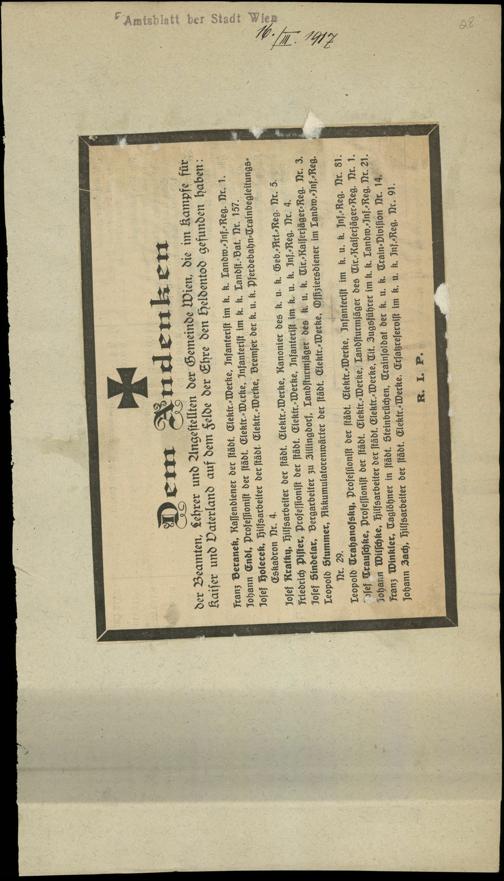 Amtsblatt der Stadt Wien
16./III. 1917
28
Dem Andenken
der Beamten, Lehrer und Angestellten der Gemeinde Wien, die im Kampfe für
Kaiser und Vaterland auf dem Felde der Ehre den Heldentod gefunden haben:
Franz Beranek, Kassendiener der städt. Elektr.-Werke, Infanterist im k. k. Landw.-Inf.-Reg. Nr. 1.
Johann Endl, Professionist der städt. Elektr.-Werke, Infanterist im k. k. Landst.-Bat. Nr. 157.
Josef Holecek, Hilfsarbeiter der städt. Elektr.-Werke, Bremser der k. u. k. Pferdebahn-Trainbegleitungs-
Eskadron Nr. 4.
Josef Kratky, Hilfsarbeiter der städt. Elektr.-Werke, Kanonier des k. u. k. Geb.-Art.-Reg. Nr. 5.
Friedrich Pister, Professionist der städt. Elektr.-Werke, Infanterist im k. u. k. Inf.-Reg. Nr. 4.
Josef Sindelar, Bergarbeiter zu Zillingdorf, Landsturmjäger des k. u. k. Tir.-Kaiserjäger-Reg. Nr. 3.
Leopold Stummer, Akkumulatorenwärter der städt. Elektr.-Werke, Offiziersdiener im Landw.-Inf.-Reg.
Nr. 29.
Leopold Trahanofsky, Professionist der städt. Elektr.-Werke, Infanterist im k. u. k. Inf.-Reg. Nr. 81.
Josef Trauschke, Professionist der städt. Elektr.-Werke, Landsturmjäger des Tir.-Kaiserjäger-Reg. Nr. 1.
Johann Wilschke, Hilfsarbeiter der städt. Elektr.-Werke, Tit. Zugsführer im k. k. Landw.-Inf.-Reg. Nr. 21.
Franz Winkler, Taglöhner in städt. Steinbrüchen, Trainsoldat der k. u. k. Train-Division Nr. 14.
Johann Zach, Hilfsarbeiter der städt. Elektr.-Werke, Ersatzreservist im k. u. k. Inf.-Reg. Nr. 91.
R. I. P.